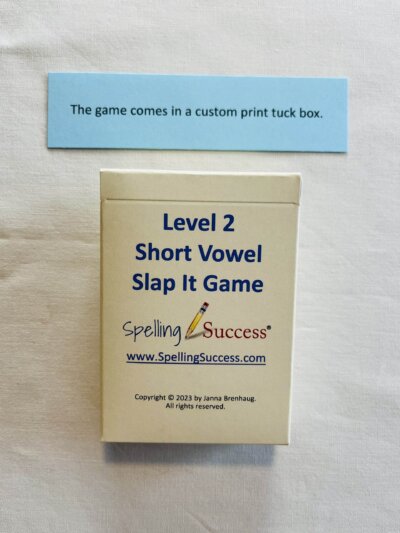 The game comes in a custom print tuck box.
Level 2
Short Vowel
Slap It Game
Spelling Success®
www.SpellingSuccess.com
Copyright © 2023 by Janna Brenhaug.
All rights reserved.